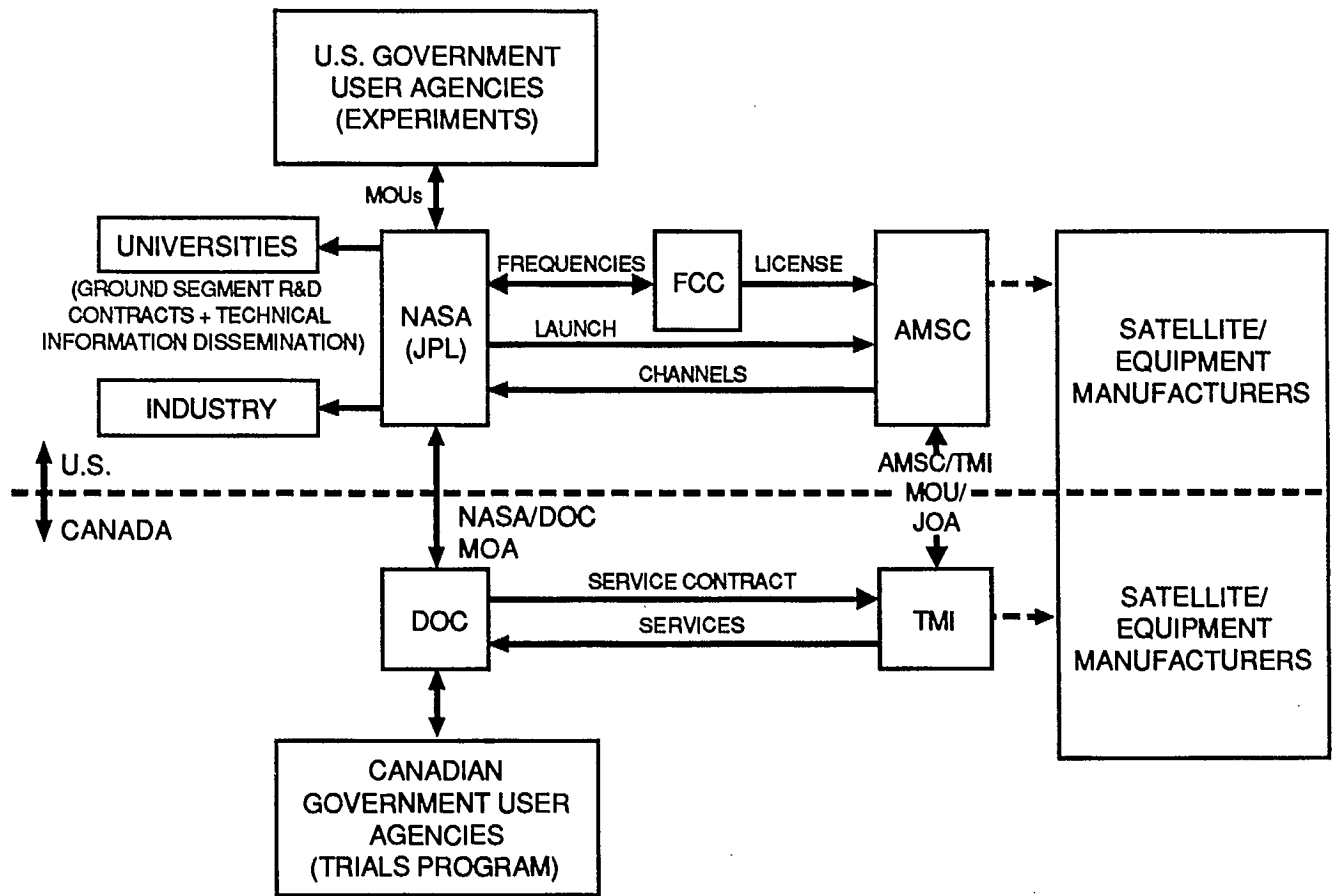 U.S. GOVERNMENT
USER AGENCIES
(EXPERIMENTS)
MOUs
UNIVERSITIES
(GROUND SEGMENT R&D
CONTRACTS + TECHNICAL
INFORMATION DISSEMINATION)
INDUSTRY
NASA
(JPL)
FREQUENCIES
FCC
LICENSE
LAUNCH
CHANNELS
AMSC
SATELLITE/
EQUIPMENT
MANUFACTURERS
U.S.
CANADA
NASA/DOC
MOA
AMSC/TMI
MOU/
JOA
DOC
SERVICE CONTRACT
SERVICES
TMI
SATELLITE/
EQUIPMENT
MANUFACTURERS
CANADIAN
GOVERNMENT USER
AGENCIES
(TRIALS PROGRAM)